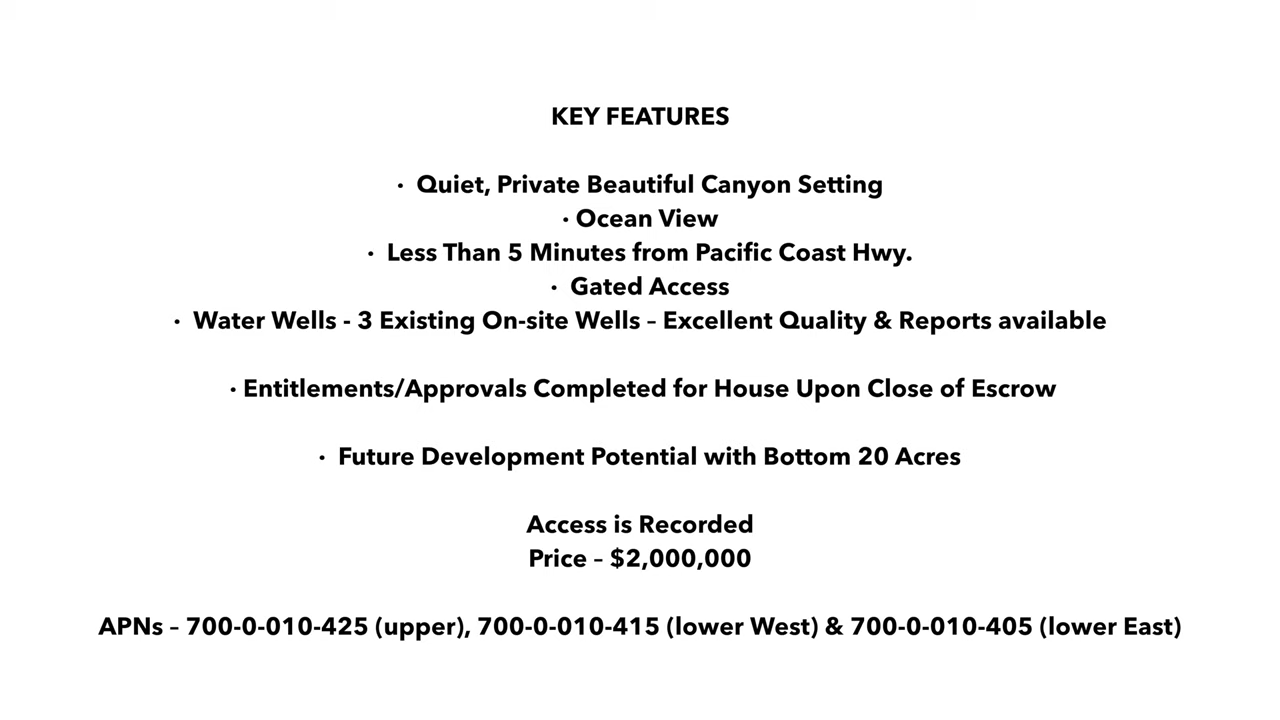 KEY FEATURES
• Quiet, Private Beautiful Canyon Setting
• Ocean View
• Less Than 5 Minutes from Pacific Coast Hwy.
• Gated Access
• Water Wells - 3 Existing On-site Wells – Excellent Quality & Reports available
• Entitlements/Approvals Completed for House Upon Close of Escrow
• Future Development Potential with Bottom 20 Acres
Access is Recorded
Price – $2,000,000
APNs – 700-0-010-425 (upper), 700-0-010-415 (lower West) & 700-0-010-405 (lower East)